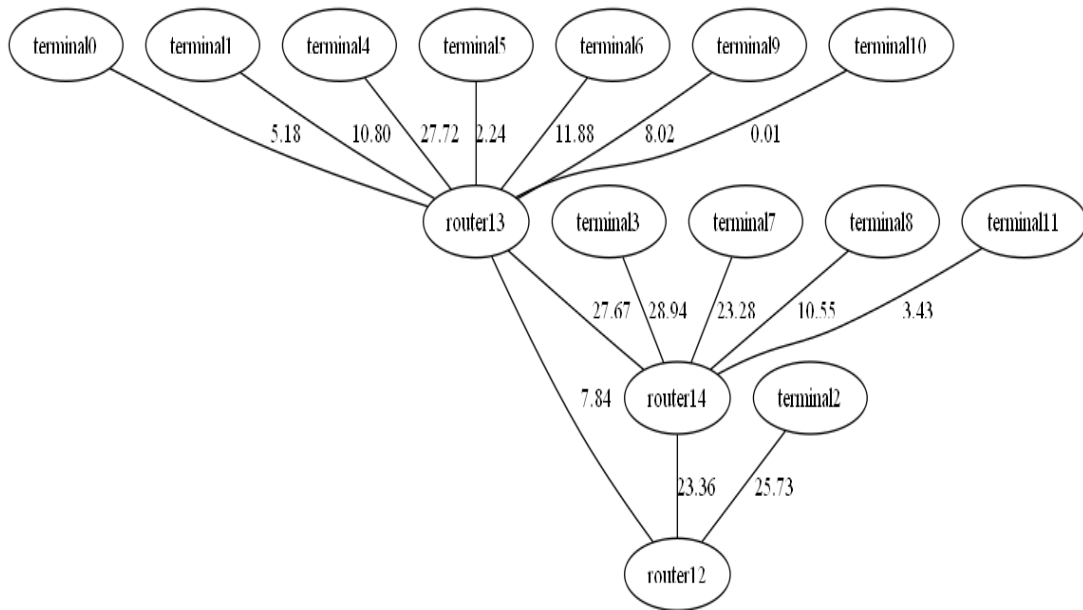 terminal0 terminal1 terminal4 terminal5 terminal6 terminal9 terminal10
5.18 10.80 27.72 2.24 11.88 8.02 0.01
router13 terminal3 terminal7 terminal8 terminal11
27.67 28.94 23.28 10.55 3.43
7.84 router14 terminal2
23.36 25.73
router12